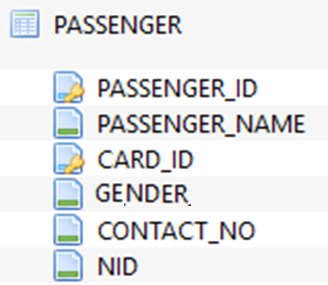 PASSENGER
PASSENGER_ID
PASSENGER_NAME
CARD_ID
GENDER
CONTACT_NO
NID